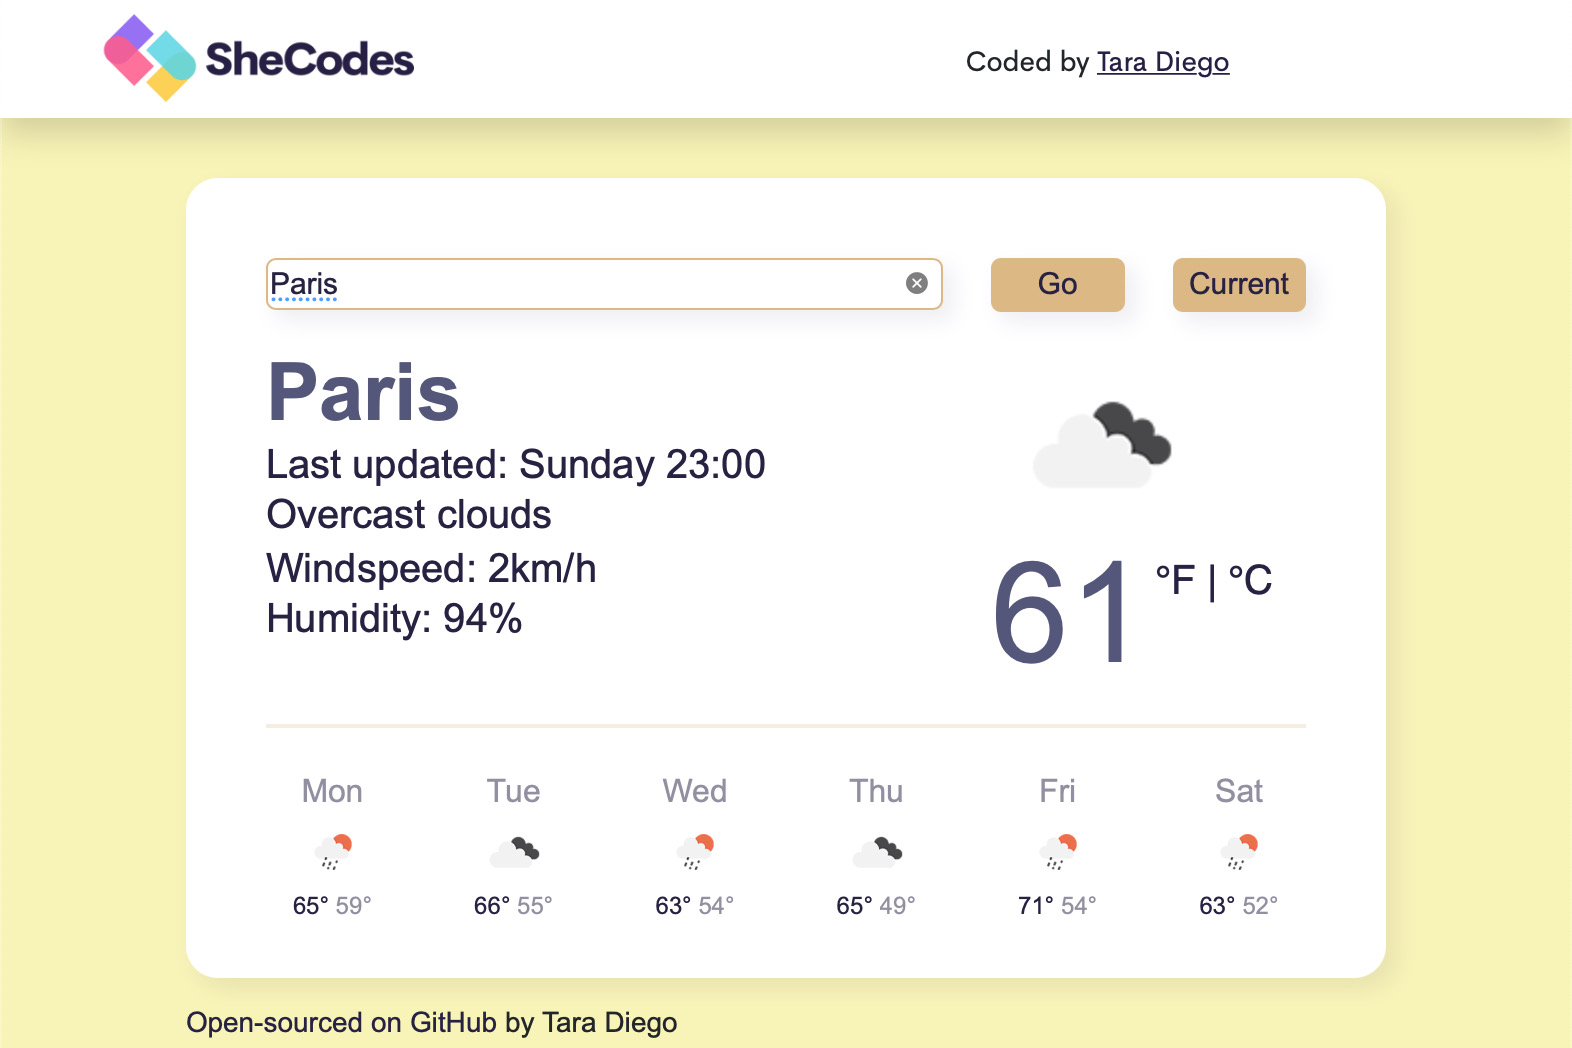 SheCodes
Coded by Tara Diego
Paris
Go
Current
Paris
Last updated: Sunday 23:00
Overcast clouds
Windspeed: 2km/h
Humidity: 94%
61 °F | °C
Mon Tue Wed Thu Fri Sat
65° 59° 66° 55° 63° 54° 65° 49° 71° 54° 63° 52°
Open-sourced on GitHub by Tara Diego